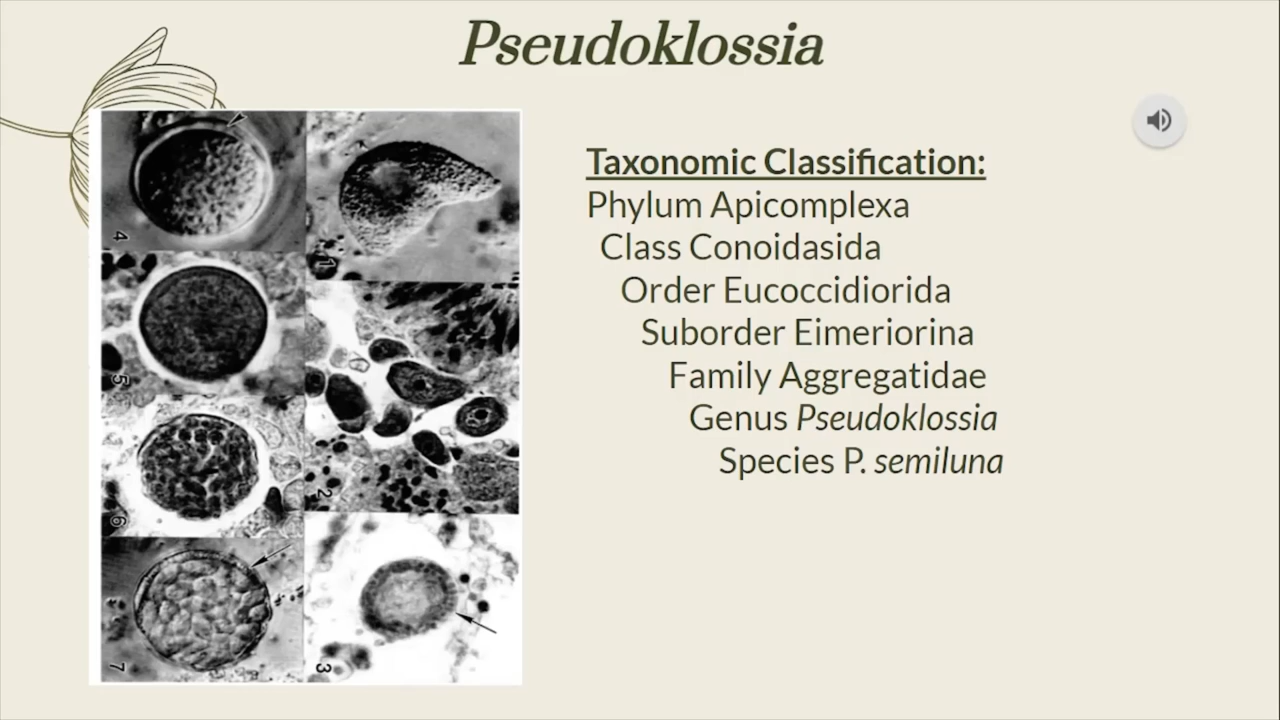 Pseudoklossia
Taxonomic Classification:
Phylum Apicomplexa
Class Conoidasida
Order Eucoccidiorida
Suborder Eimeriorina
Family Aggregatidae
Genus Pseudoklossia
Species P. semiluna
4
1
5
2
6
7
3